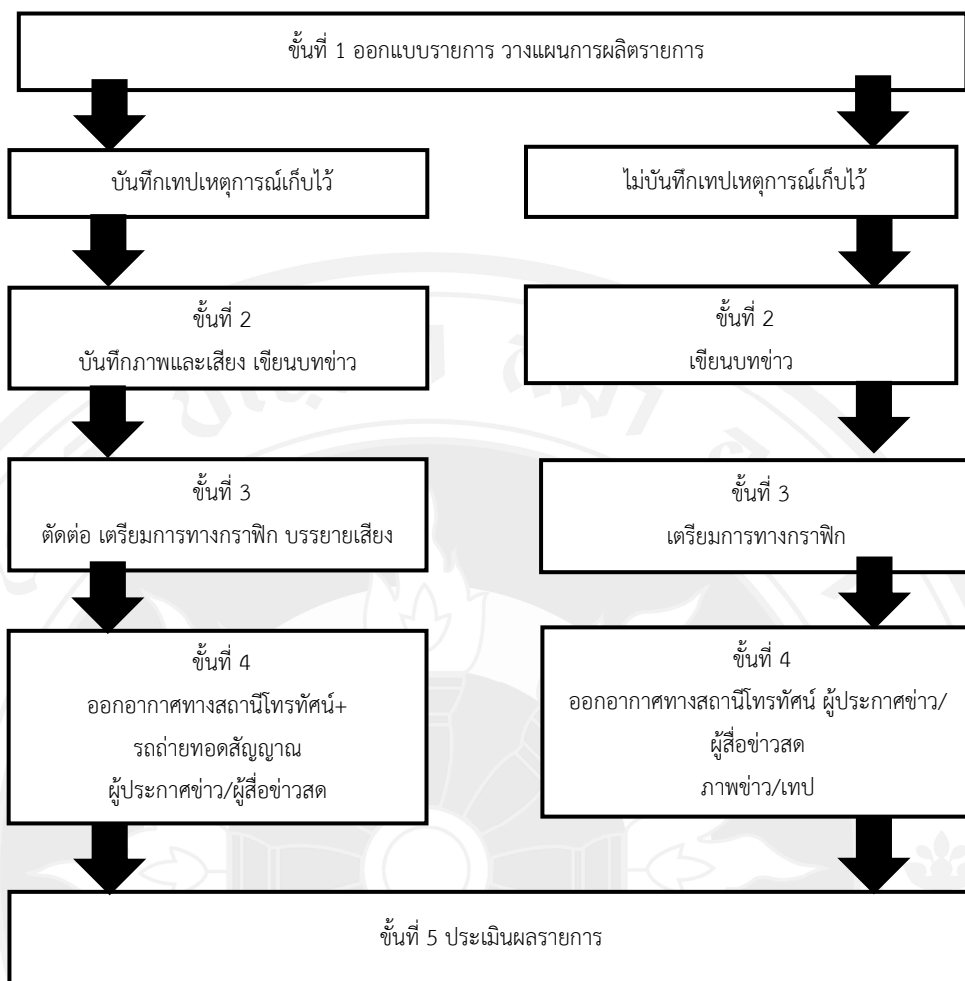 ขั้นที่ 1 ออกแบบรายการ วางแผนการผลิตรายการ
บันทึกเทปเหตุการณ์เก็บไว้
ไม่บันทึกเทปเหตุการณ์เก็บไว้
ขั้นที่ 2
บันทึกภาพและเสียง เขียนบทข่าว
ขั้นที่ 2
เขียนบทข่าว
ขั้นที่ 3
ตัดต่อ เตรียมการทางกราฟิก บรรยายเสียง
ขั้นที่ 3
เตรียมการทางกราฟิก
ขั้นที่ 4
ออกอากาศทางสถานีโทรทัศน์+
รถถ่ายทอดสัญญาณ
ผู้ประกาศข่าว/ผู้สื่อข่าวสด
ขั้นที่ 4
ออกอากาศทางสถานีโทรทัศน์ ผู้ประกาศข่าว/
ผู้สื่อข่าวสด
ภาพข่าว/เทป
ขั้นที่ 5 ประเมินผลรายการ